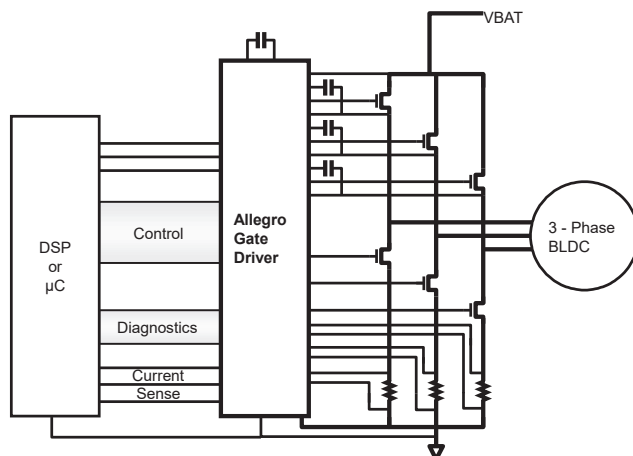 VBAT
Allegro
Gate
Driver
DSP
or
µC
Control
Diagnostics
Current
Sense
3 - Phase
BLDC